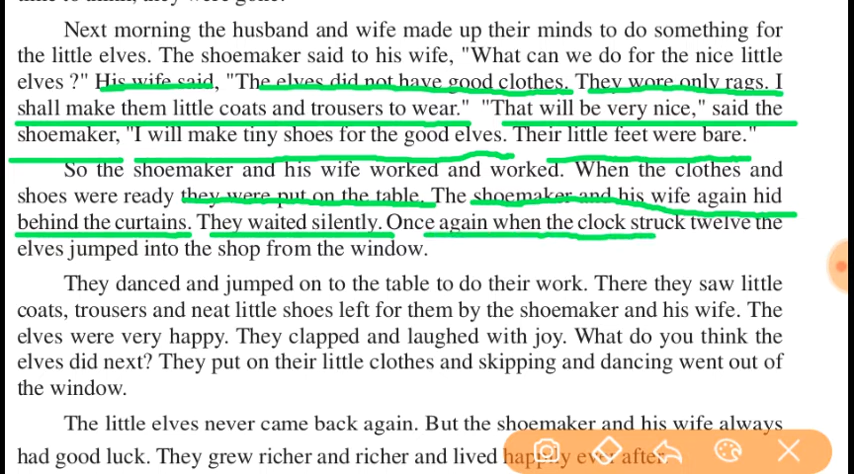 Next morning the husband and wife made up their minds to do something for
the little elves. The shoemaker said to his wife, "What can we do for the nice little
elves ?" His wife said, "The elves did not have good clothes. They wore only rags. I
shall make them little coats and trousers to wear." "That will be very nice," said the
shoemaker, "I will make tiny shoes for the good elves. Their little feet were bare."
So the shoemaker and his wife worked and worked. When the clothes and
shoes were ready they were put on the table. The shoemaker and his wife again hid
behind the curtains. They waited silently. Once again when the clock struck twelve the
elves jumped into the shop from the window.
They danced and jumped on to the table to do their work. There they saw little
coats, trousers and neat little shoes left for them by the shoemaker and his wife. The
elves were very happy. They clapped and laughed with joy. What do you think the
elves did next? They put on their little clothes and skipping and dancing went out of
the window.
The little elves never came back again. But the shoemaker and his wife always
had good luck. They grew richer and richer and lived happily ever after